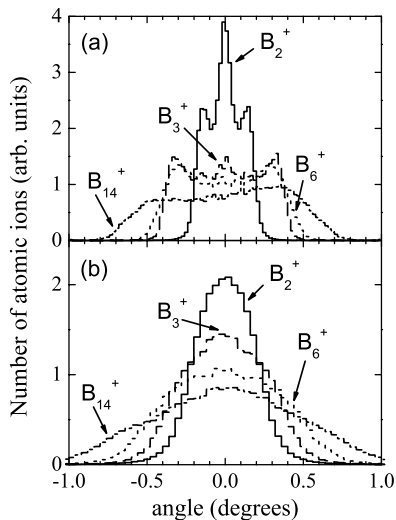 4
(a)
B2+
3
2
B3+
B14+
B6+
1
0
(b)
2
B2+
B3+
B6+
1
B14+
0
-1.0 -0.5 0.0 0.5 1.0
angle (degrees)
Number of atomic ions (arb. units)